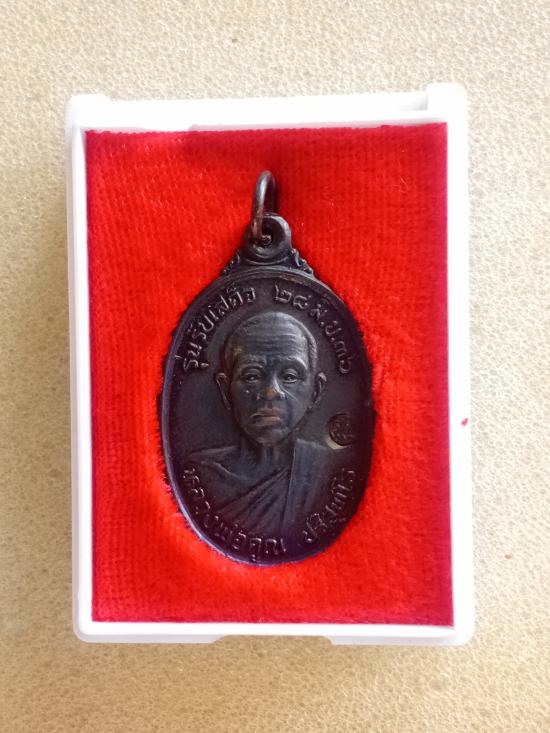 รุ่นรับเสด็จ ๒๘ มี.ย.๓๖
หลวงพ่อคูณ ปริสุทโธ